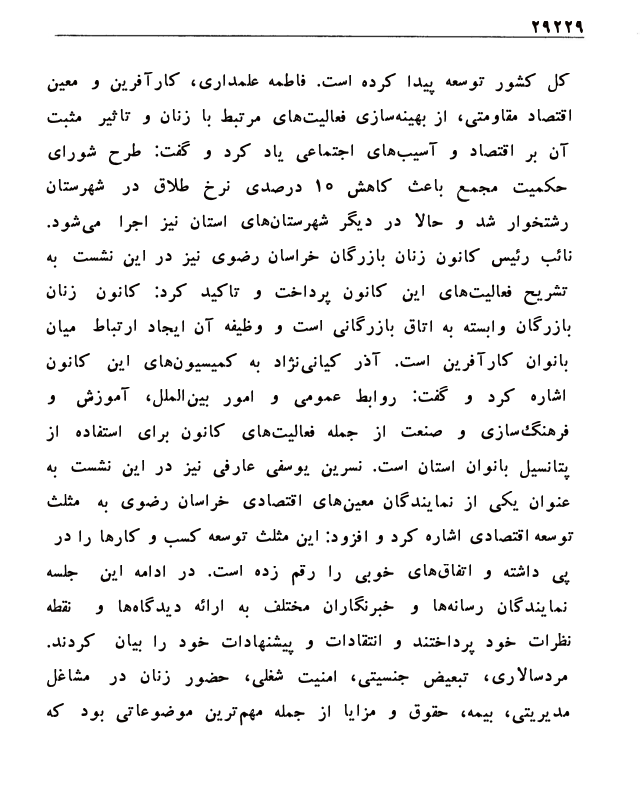 ۲۹۲۲۹
کل کشور توسعه پیدا کرده است. فاطمه علمداری، کارآفرین و معین
اقتصاد مقاومتی، از بهینه‌سازی فعالیت‌های مرتبط با زنان و تاثیر مثبت
آن بر اقتصاد و آسیب‌های اجتماعی یاد کرد و گفت: طرح شورای
حکمیت مجمع باعث کاهش ۱۵ درصدی نرخ طلاق در شهرستان
رشتخوار شد و حالا در دیگر شهرستان‌های استان نیز اجرا می‌شود.
نائب رئیس کانون زنان بازرگان خراسان رضوی نیز در این نشست به
تشریح فعالیت‌های این کانون پرداخت و تاکید کرد: کانون زنان
بازرگان وابسته به اتاق بازرگانی است و وظیفه آن ایجاد ارتباط میان
بانوان کارآفرین است. آذر کیانی‌نژاد به کمیسیون‌های این کانون
اشاره کرد و گفت: روابط عمومی و امور بین‌الملل، آموزش و
فرهنگ‌سازی و صنعت از جمله فعالیت‌های کانون برای استفاده از
پتانسیل بانوان استان است. نسرین یوسفی عارفی نیز در این نشست به
عنوان یکی از نمایندگان معین‌های اقتصادی خراسان رضوی به مثلث
توسعه اقتصادی اشاره کرد و افزود: این مثلث توسعه کسب و کارها را در
پی داشته و اتفاق‌های خوبی را رقم زده است. در ادامه این جلسه
نمایندگان رسانه‌ها و خبرنگاران مختلف به ارائه دیدگاه‌ها و نقطه
نظرات خود پرداختند و انتقادات و پیشنهادات خود را بیان کردند.
مردسالاری، تبعیض جنسیتی، امنیت شغلی، حضور زنان در مشاغل
مدیریتی، بیمه، حقوق و مزایا از جمله مهم‌ترین موضوعاتی بود که